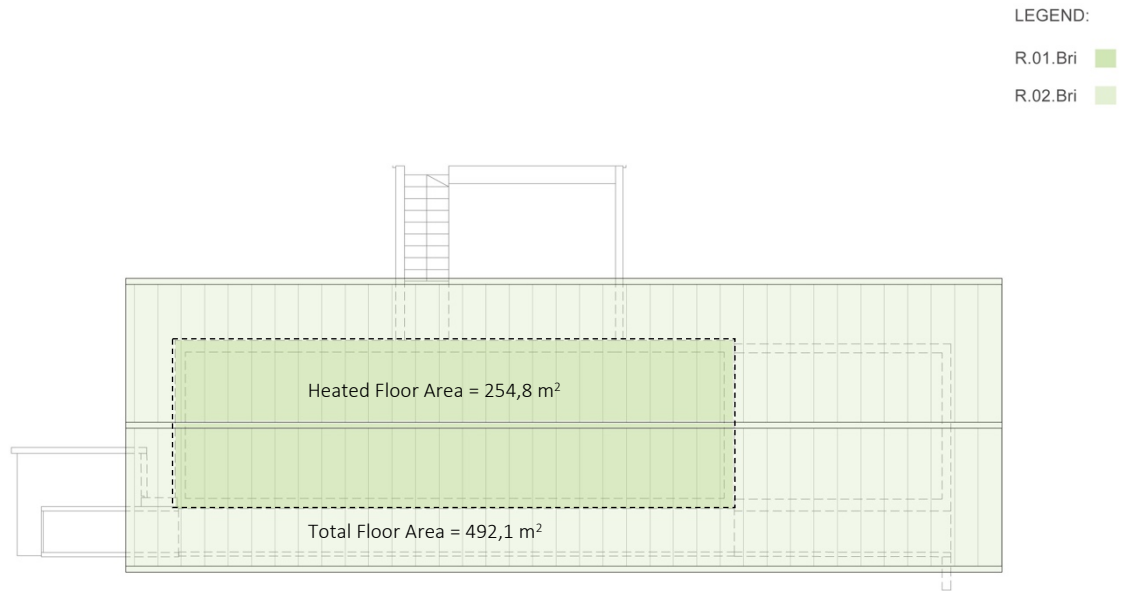 LEGEND:
R.01.Bri
R.02.Bri
Heated Floor Area = 254,8 m²
Total Floor Area = 492,1 m²